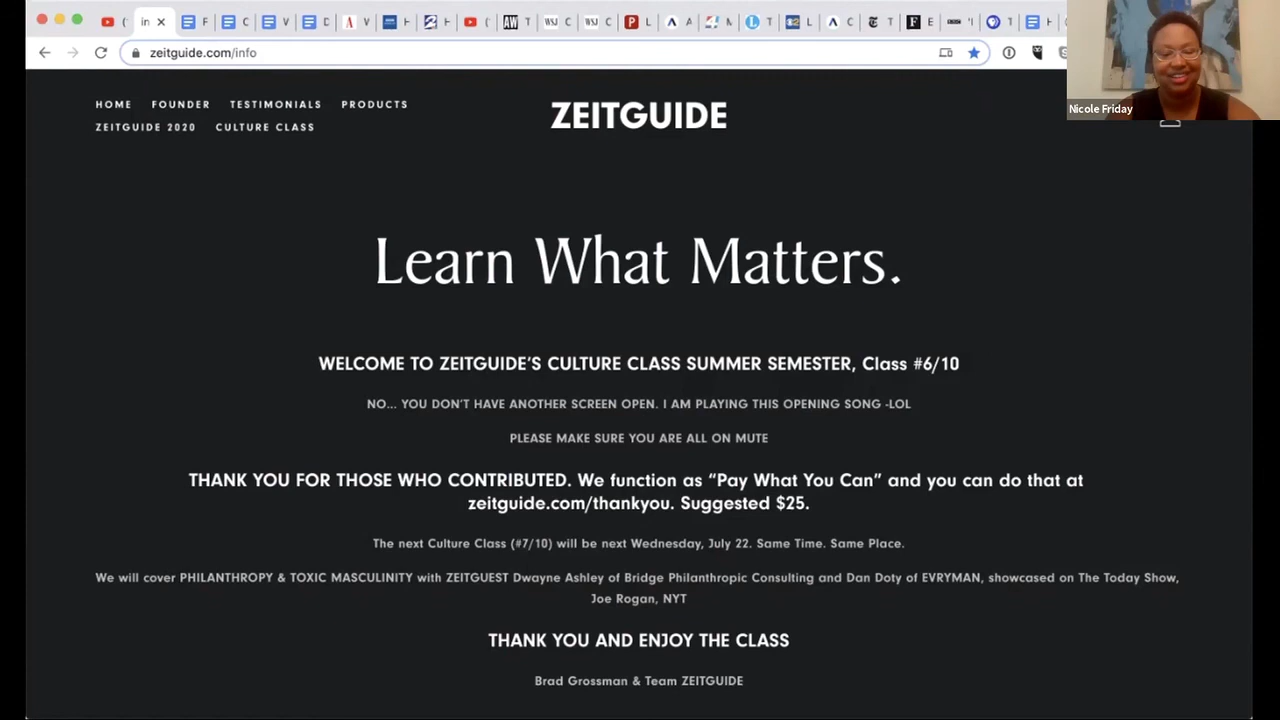 in
zeitguide.com/info
Nicole Friday
HOME FOUNDER TESTIMONIALS PRODUCTS
ZEITGUIDE 2020 CULTURE CLASS
ZEITGUIDE
Learn What Matters.
WELCOME TO ZEITGUIDE'S CULTURE CLASS SUMMER SEMESTER, Class #6/10
NO... YOU DON'T HAVE ANOTHER SCREEN OPEN. I AM PLAYING THIS OPENING SONG -LOL
PLEASE MAKE SURE YOU ARE ALL ON MUTE
THANK YOU FOR THOSE WHO CONTRIBUTED. We function as “Pay What You Can” and you can do that at
zeitguide.com/thankyou. Suggested $25.
The next Culture Class (#7/10) will be next Wednesday, July 22. Same Time. Same Place.
We will cover PHILANTHROPY & TOXIC MASCULINITY with ZEITGUEST Dwayne Ashley of Bridge Philanthropic Consulting and Dan Doty of EVRYMAN, showcased on The Today Show,
Joe Rogan, NYT
THANK YOU AND ENJOY THE CLASS
Brad Grossman & Team ZEITGUIDE